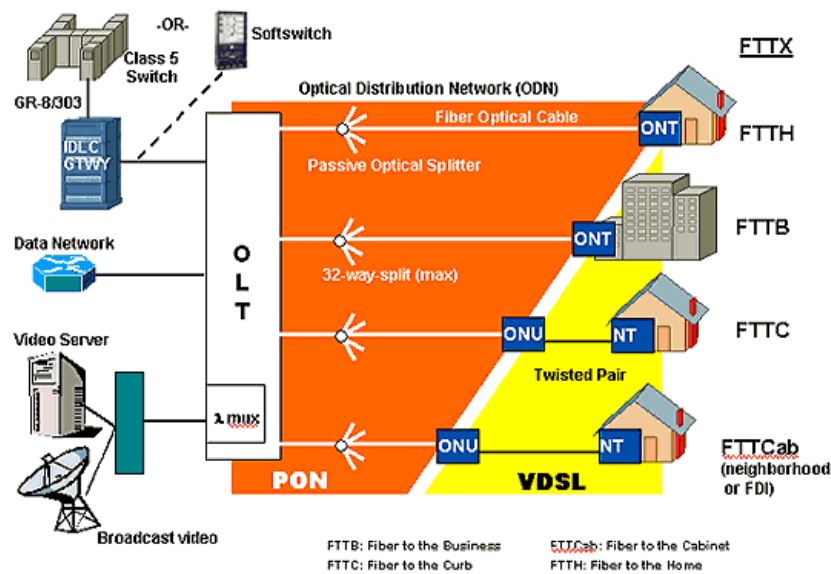 -OR-
Softswitch
Class 5
Switch
FTTX
GR-8/303
Optical Distribution Network (ODN)
Fiber Optical Cable
IDLC
GTWY
ONT
FTTH
Passive Optical Splitter
OLT
ONT
FTTB
Data Network
32-way-split (max)
ONU
NT
FTTC
Video Server
Twisted Pair
λ mux
ONU
NT
FTTCab
(neighborhood
or FDI)
PON
VDSL
Broadcast video
FTTB: Fiber to the Business
FTTCab: Fiber to the Cabinet
FTTC: Fiber to the Curb
FTTH: Fiber to the Home